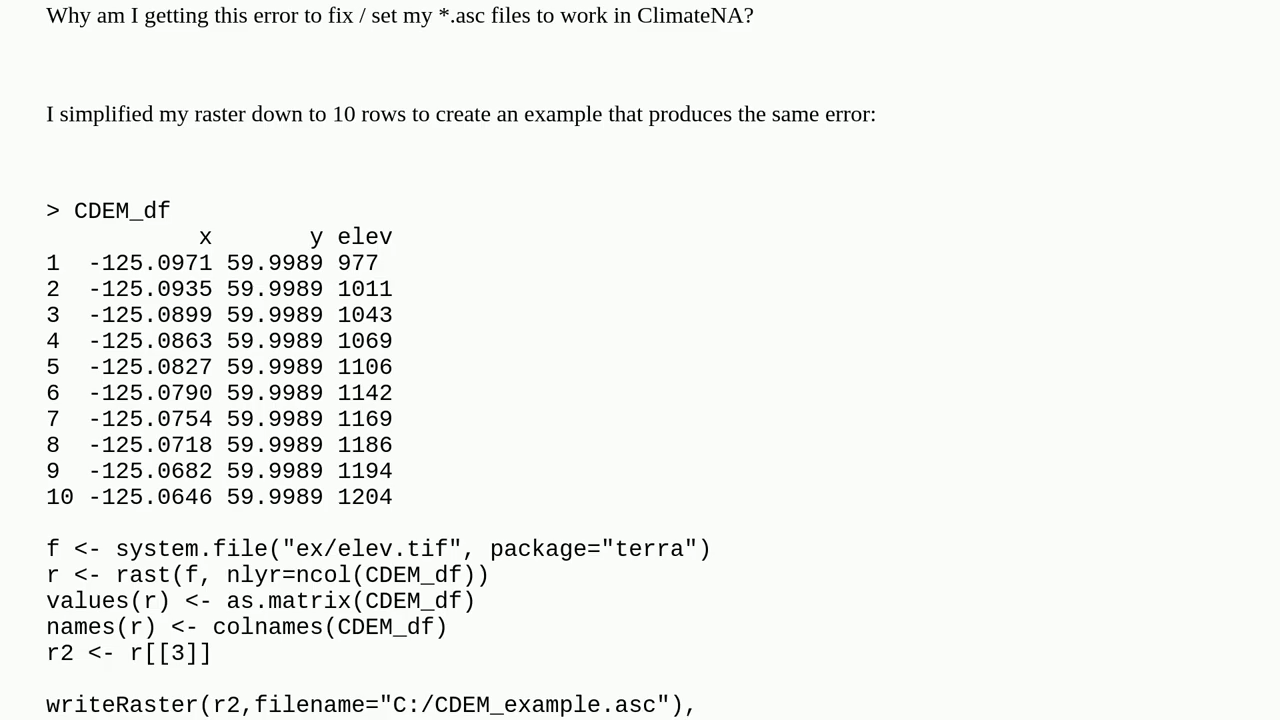 Why am I getting this error to fix / set my *.asc files to work in ClimateNA?
I simplified my raster down to 10 rows to create an example that produces the same error:
> CDEM_df
           x       y elev
1  -125.0971 59.9989 977
2  -125.0935 59.9989 1011
3  -125.0899 59.9989 1043
4  -125.0863 59.9989 1069
5  -125.0827 59.9989 1106
6  -125.0790 59.9989 1142
7  -125.0754 59.9989 1169
8  -125.0718 59.9989 1186
9  -125.0682 59.9989 1194
10 -125.0646 59.9989 1204
f <- system.file("ex/elev.tif", package="terra")
r <- rast(f, nlyr=ncol(CDEM_df))
values(r) <- as.matrix(CDEM_df)
names(r) <- colnames(CDEM_df)
r2 <- r[[3]]
writeRaster(r2,filename="C:/CDEM_example.asc"),